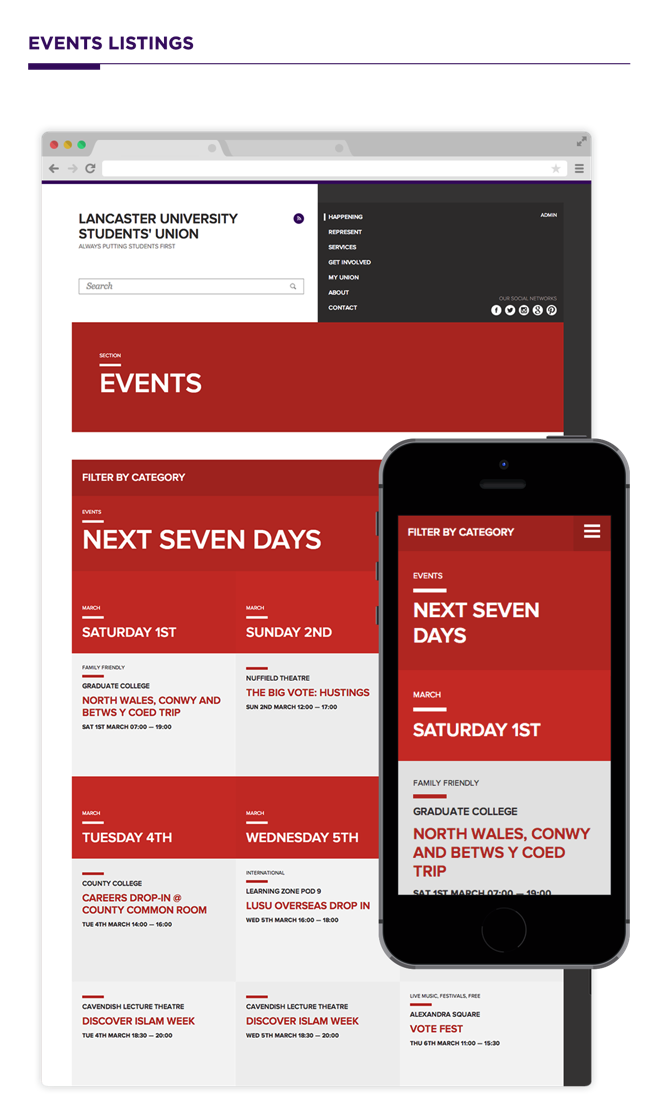 EVENTS LISTINGS
LANCASTER UNIVERSITY
STUDENTS' UNION
ALWAYS PUTTING STUDENTS FIRST
Search
HAPPENING
REPRESENT
SERVICES
GET INVOLVED
MY UNION
ABOUT
CONTACT
ADMIN
OUR SOCIAL NETWORKS
SECTION
EVENTS
FILTER BY CATEGORY
EVENTS
NEXT SEVEN DAYS
MARCH
SATURDAY 1ST
MARCH
SUNDAY 2ND
FAMILY FRIENDLY
GRADUATE COLLEGE
NORTH WALES, CONWY AND
BETWS Y COED TRIP
SAT 1ST MARCH 07:00 — 19:00
NUFFIELD THEATRE
THE BIG VOTE: HUSTINGS
SUN 2ND MARCH 12:00 — 17:00
MARCH
TUESDAY 4TH
MARCH
WEDNESDAY 5TH
COUNTY COLLEGE
CAREERS DROP-IN @
COUNTY COMMON ROOM
TUE 4TH MARCH 14:00 — 16:00
INTERNATIONAL
LEARNING ZONE POD 9
LUSU OVERSEAS DROP IN
WED 5TH MARCH 16:00 — 18:00
CAVENDISH LECTURE THEATRE
DISCOVER ISLAM WEEK
TUE 4TH MARCH 18:30 — 20:00
CAVENDISH LECTURE THEATRE
DISCOVER ISLAM WEEK
WED 5TH MARCH 18:30 — 20:00
LIVE MUSIC, FESTIVALS, FREE
ALEXANDRA SQUARE
VOTE FEST
THU 6TH MARCH 11:00 — 15:30
FILTER BY CATEGORY
EVENTS
NEXT SEVEN
DAYS
MARCH
SATURDAY 1ST
FAMILY FRIENDLY
GRADUATE COLLEGE
NORTH WALES, CONWY
AND BETWS Y COED
TRIP
SAT 1ST MARCH 07:00 — 19:00